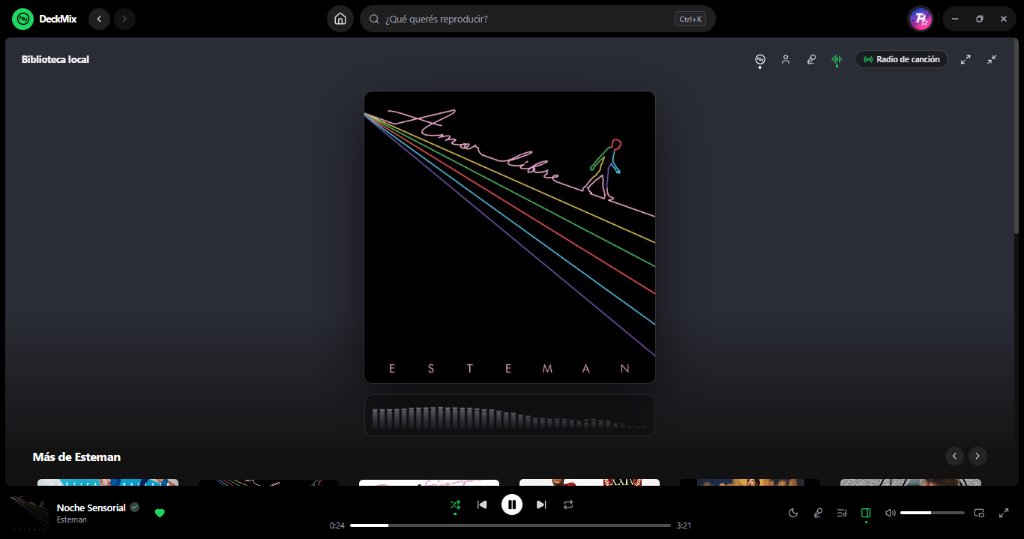 DeckMix
¿Qué querés reproducir?
Ctrl+K
Biblioteca local
Radio de canción
Amor libre
E S T E M A N
Más de Esteman
Noche Sensorial
Esteman
0:24
3:21